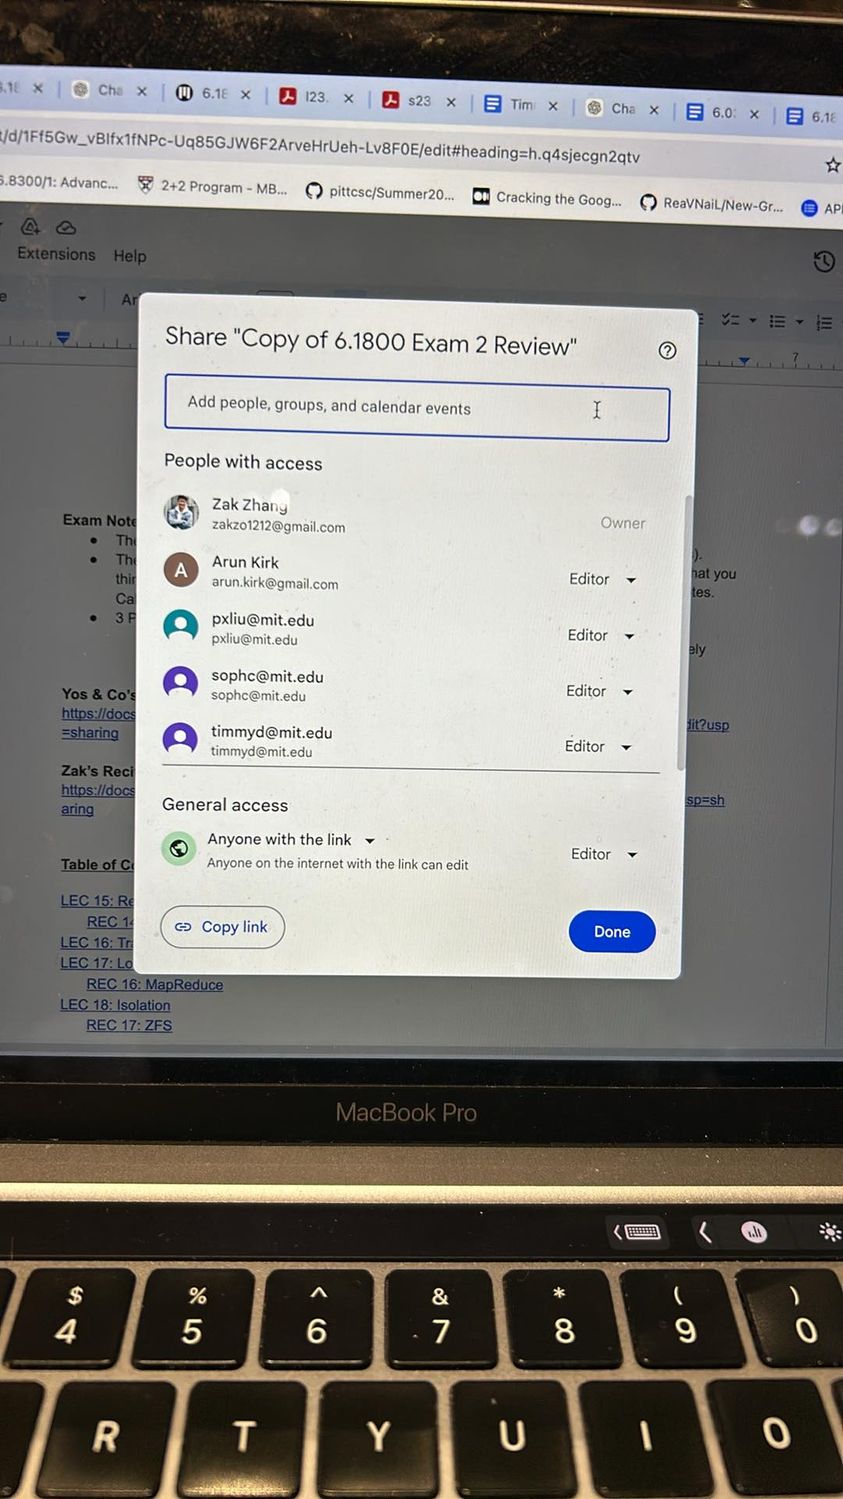 Cha
6.18
I23.
s23
Tim
Cha
6.0
6.18
t/d/1Ff5Gw_vBIfx1fNPc-Uq85GJW6F2ArveHrUeh-Lv8F0E/edit#heading=h.q4sjecgn2qtv
6.8300/1: Advanc...
2+2 Program - MB...
pittcsc/Summer20...
Cracking the Goog...
ReaVNaiL/New-Gr...
API
Extensions Help
Ar
7
Share "Copy of 6.1800 Exam 2 Review"
Add people, groups, and calendar events
People with access
Zak Zhang
zakzo1212@gmail.com
Owner
A
Arun Kirk
arun.kirk@gmail.com
Editor
pxliu@mit.edu
pxliu@mit.edu
Editor
sophc@mit.edu
sophc@mit.edu
Editor
timmyd@mit.edu
timmyd@mit.edu
Editor
General access
Anyone with the link
Anyone on the internet with the link can edit
Editor
Copy link
Done
Exam Note
The
The
thir
Ca
3 P
).
hat you
tes.
ely
Yos & Co's
https://docs
dit?usp
=sharing
Zak's Reci
https://docs
sp=sh
aring
Table of Co
LEC 15: Re
REC 14
LEC 16: Tra
LEC 17: Lo
REC 16: MapReduce
LEC 18: Isolation
REC 17: ZFS
MacBook Pro
$ % ^ & * ( )
4 5 6 7 8 9 0
R T Y U I O